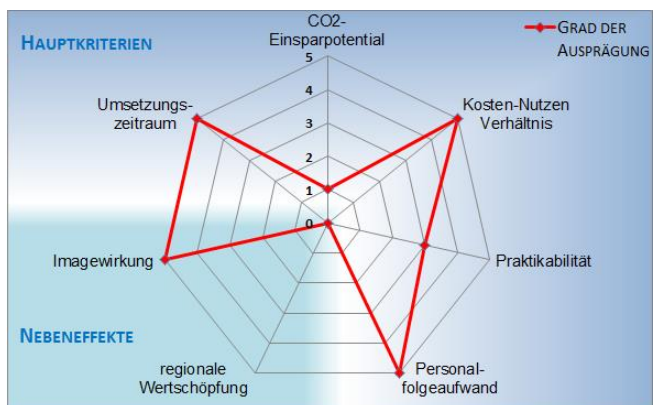 HAUPTKRITERIEN
CO2-
Einsparpotential
GRAD DER
AUSPRÄGUNG
5
4
3
2
1
0
Umsetzungs-
zeitraum
Kosten-Nutzen
Verhältnis
Imagewirkung
Praktikabilität
NEBENEFFEKTE
regionale
Wertschöpfung
Personal-
folgeaufwand